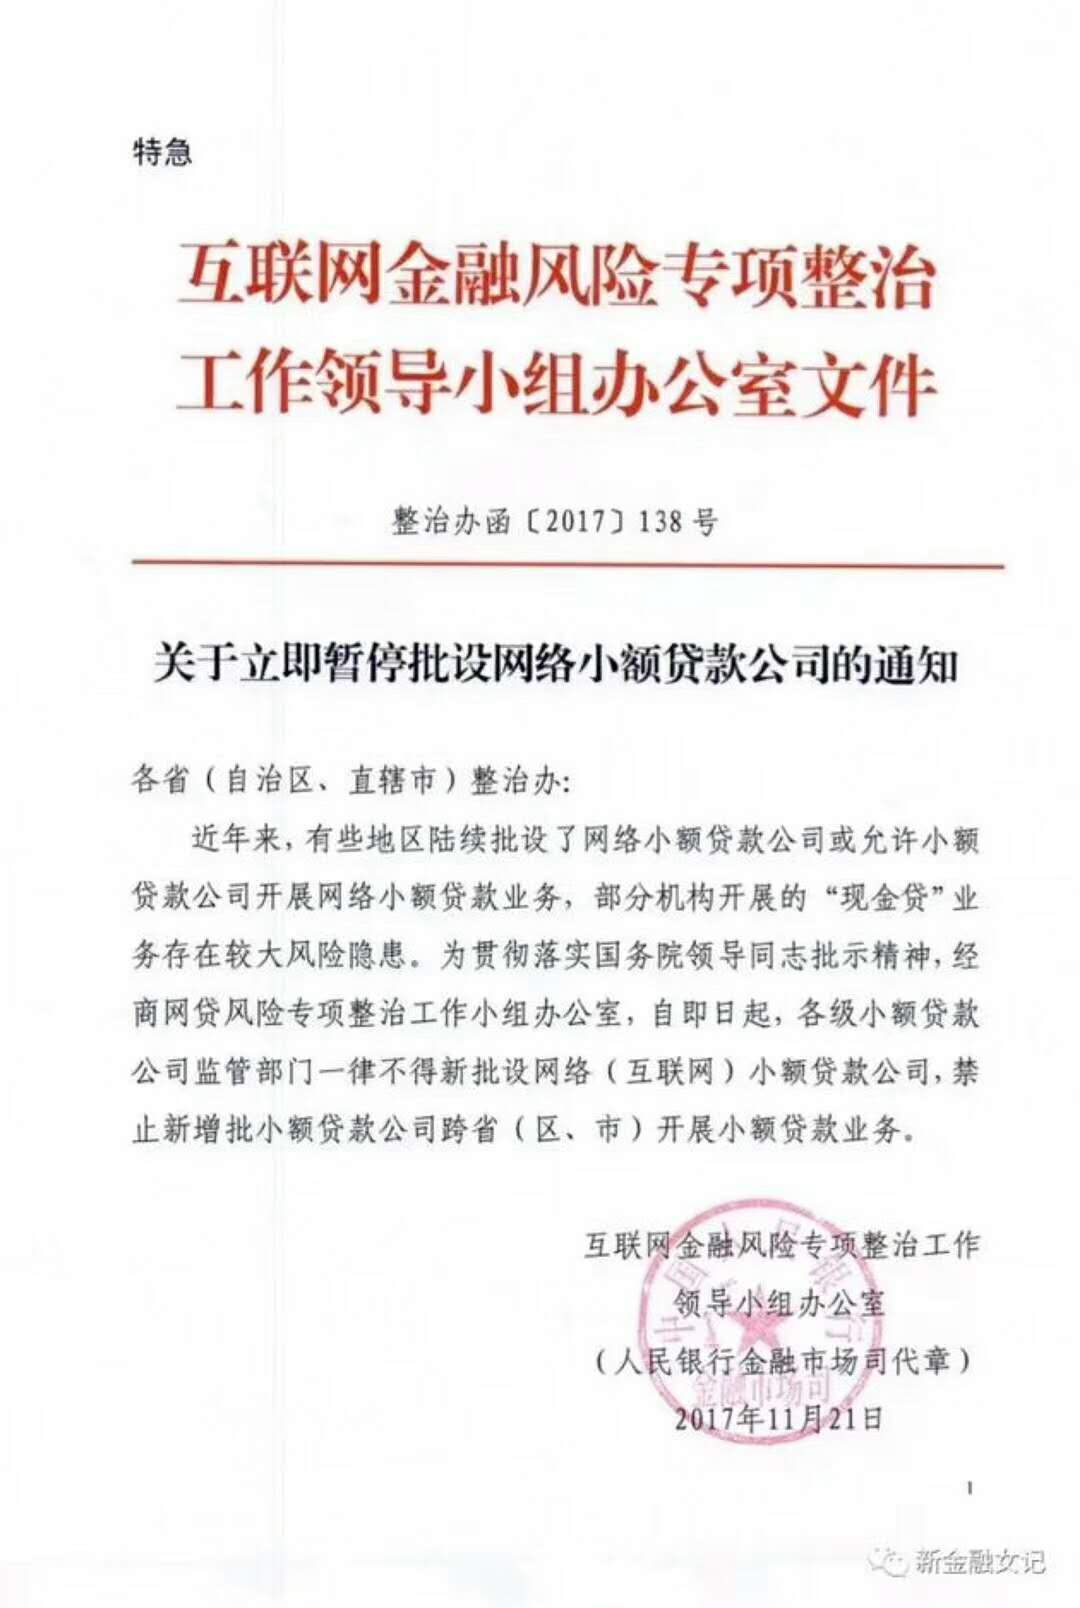 特急
互联网金融风险专项整治
工作领导小组办公室文件
整治办函〔2017〕138号
关于立即暂停批设网络小额贷款公司的通知
各省（自治区、直辖市）整治办：
近年来，有些地区陆续批设了网络小额贷款公司或允许小额
贷款公司开展网络小额贷款业务，部分机构开展的“现金贷”业
务存在较大风险隐患。为贯彻落实国务院领导同志批示精神，经
商网贷风险专项整治工作小组办公室，自即日起，各级小额贷款
公司监管部门一律不得新批设网络（互联网）小额贷款公司，禁
止新增批小额贷款公司跨省（区、市）开展小额贷款业务。
互联网金融风险专项整治工作
领导小组办公室
（人民银行金融市场司代章）
2017年11月21日
中国人民银行
金融市场司
1
新金融女记